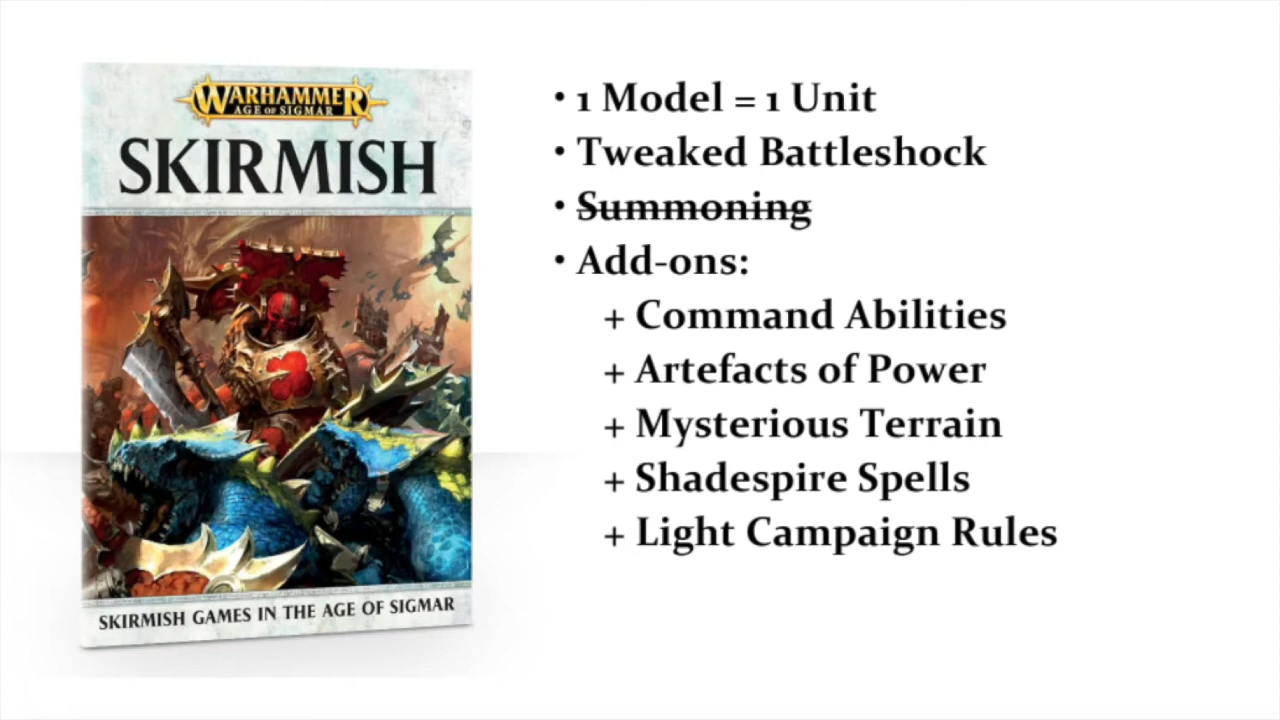 WARHAMMER
AGE OF SIGMAR
SKIRMISH
SKIRMISH GAMES IN THE AGE OF SIGMAR
• 1 Model = 1 Unit
• Tweaked Battleshock
• Summoning
• Add-ons:
+ Command Abilities
+ Artefacts of Power
+ Mysterious Terrain
+ Shadespire Spells
+ Light Campaign Rules